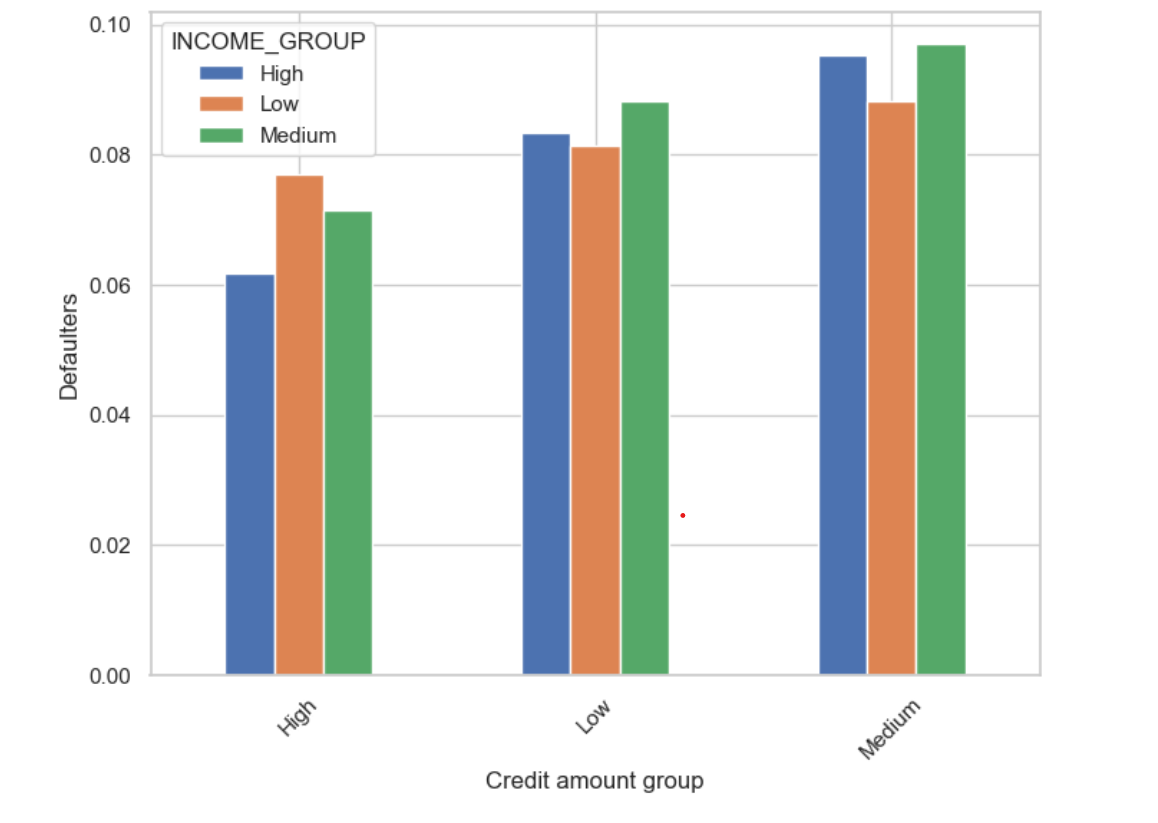 INCOME_GROUP
High
Low
Medium
0.10
0.08
0.06
0.04
0.02
0.00
Defaulters
High
Low
Medium
Credit amount group